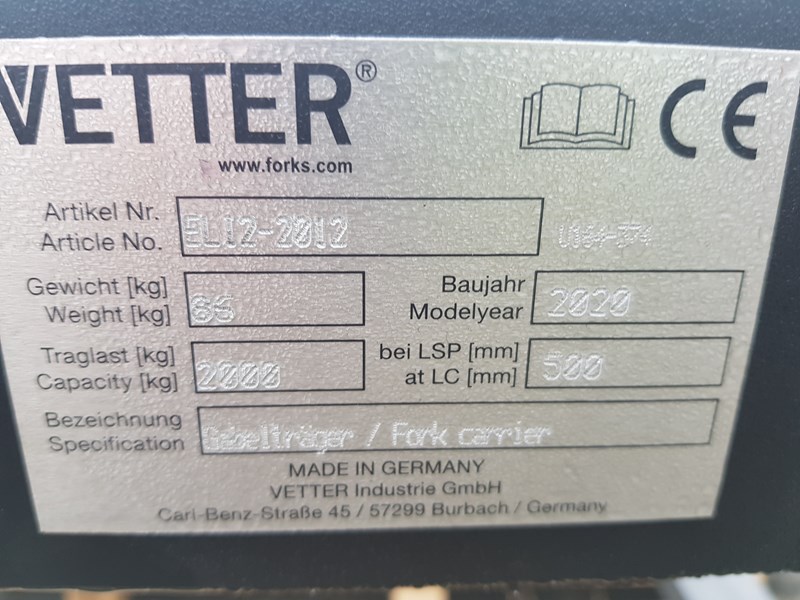 VETTER®
www.forks.com
CE
Artikel Nr.
Article No. EL12-2012
Gewicht [kg] Baujahr
Weight [kg] Modelyear 2020
Traglast [kg] bei LSP [mm]
Capacity [kg] 2000 at LC [mm] 500
Bezeichnung
Specification Gabelträger / Fork carrier
MADE IN GERMANY
VETTER Industrie GmbH
Carl-Benz-Straße 45 / 57299 Burbach / Germany